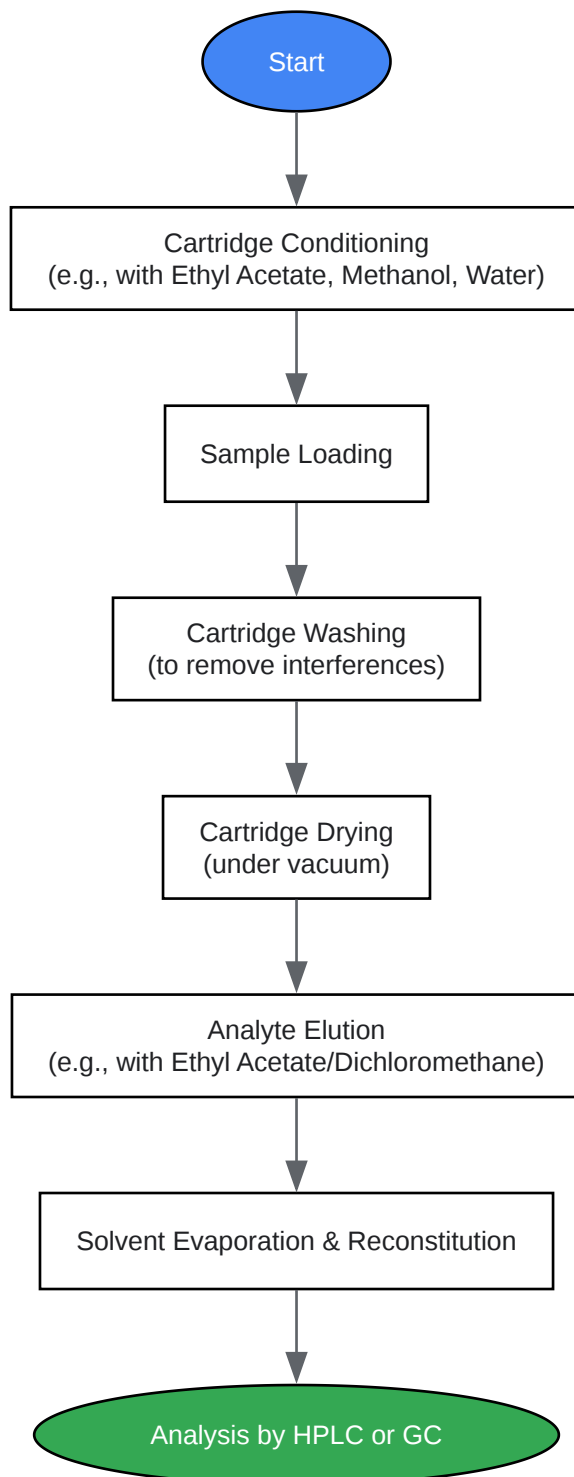 Start
Cartridge Conditioning
(e.g., with Ethyl Acetate, Methanol, Water)
Sample Loading
Cartridge Washing
(to remove interferences)
Cartridge Drying
(under vacuum)
Analyte Elution
(e.g., with Ethyl Acetate/Dichloromethane)
Solvent Evaporation & Reconstitution
Analysis by HPLC or GC